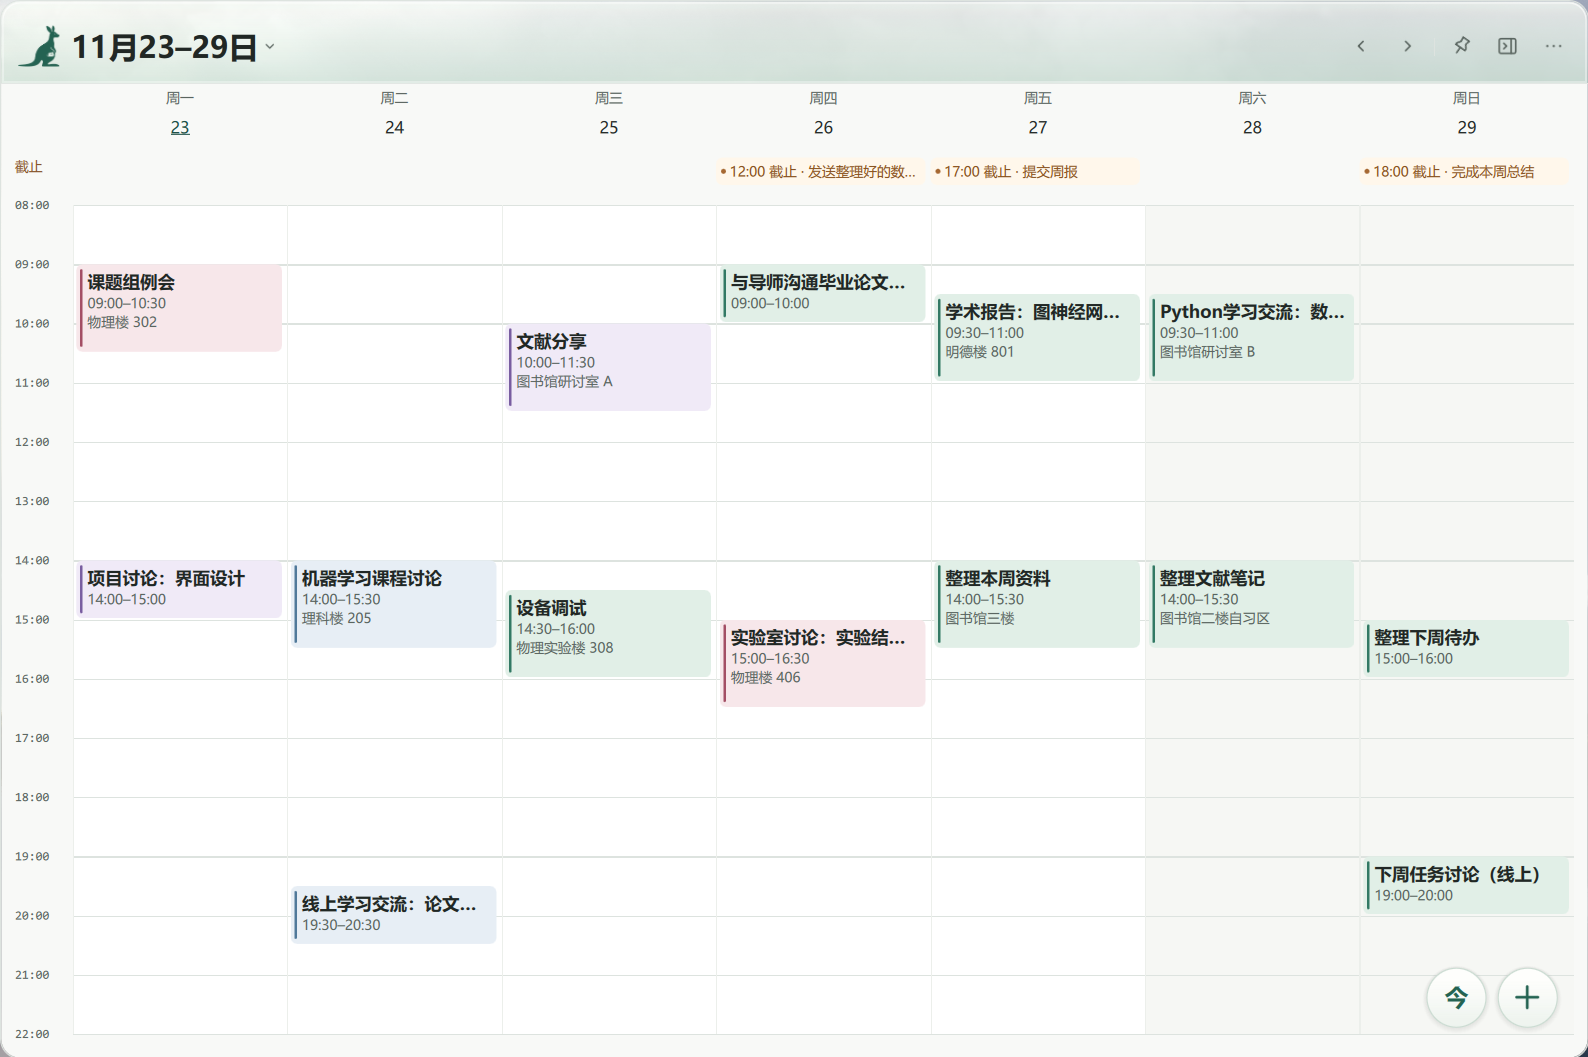 11月23–29日
周一
周二
周三
周四
周五
周六
周日
23
24
25
26
27
28
29
截止
12:00 截止 · 发送整理好的数...
17:00 截止 · 提交周报
18:00 截止 · 完成本周总结
08:00
09:00
10:00
11:00
12:00
13:00
14:00
15:00
16:00
17:00
18:00
19:00
20:00
21:00
22:00
课题组例会
09:00–10:30
物理楼 302
项目讨论：界面设计
14:00–15:00
机器学习课程讨论
14:00–15:30
理科楼 205
线上学习交流：论文...
19:30–20:30
文献分享
10:00–11:30
图书馆研讨室 A
设备调试
14:30–16:00
物理实验楼 308
与导师沟通毕业论文...
09:00–10:00
实验室讨论：实验结...
15:00–16:30
物理楼 406
学术报告：图神经网...
09:30–11:00
明德楼 801
整理本周资料
14:00–15:30
图书馆三楼
Python学习交流：数...
09:30–11:00
图书馆研讨室 B
整理文献笔记
14:00–15:30
图书馆二楼自习区
整理下周待办
15:00–16:00
下周任务讨论（线上）
19:00–20:00
今